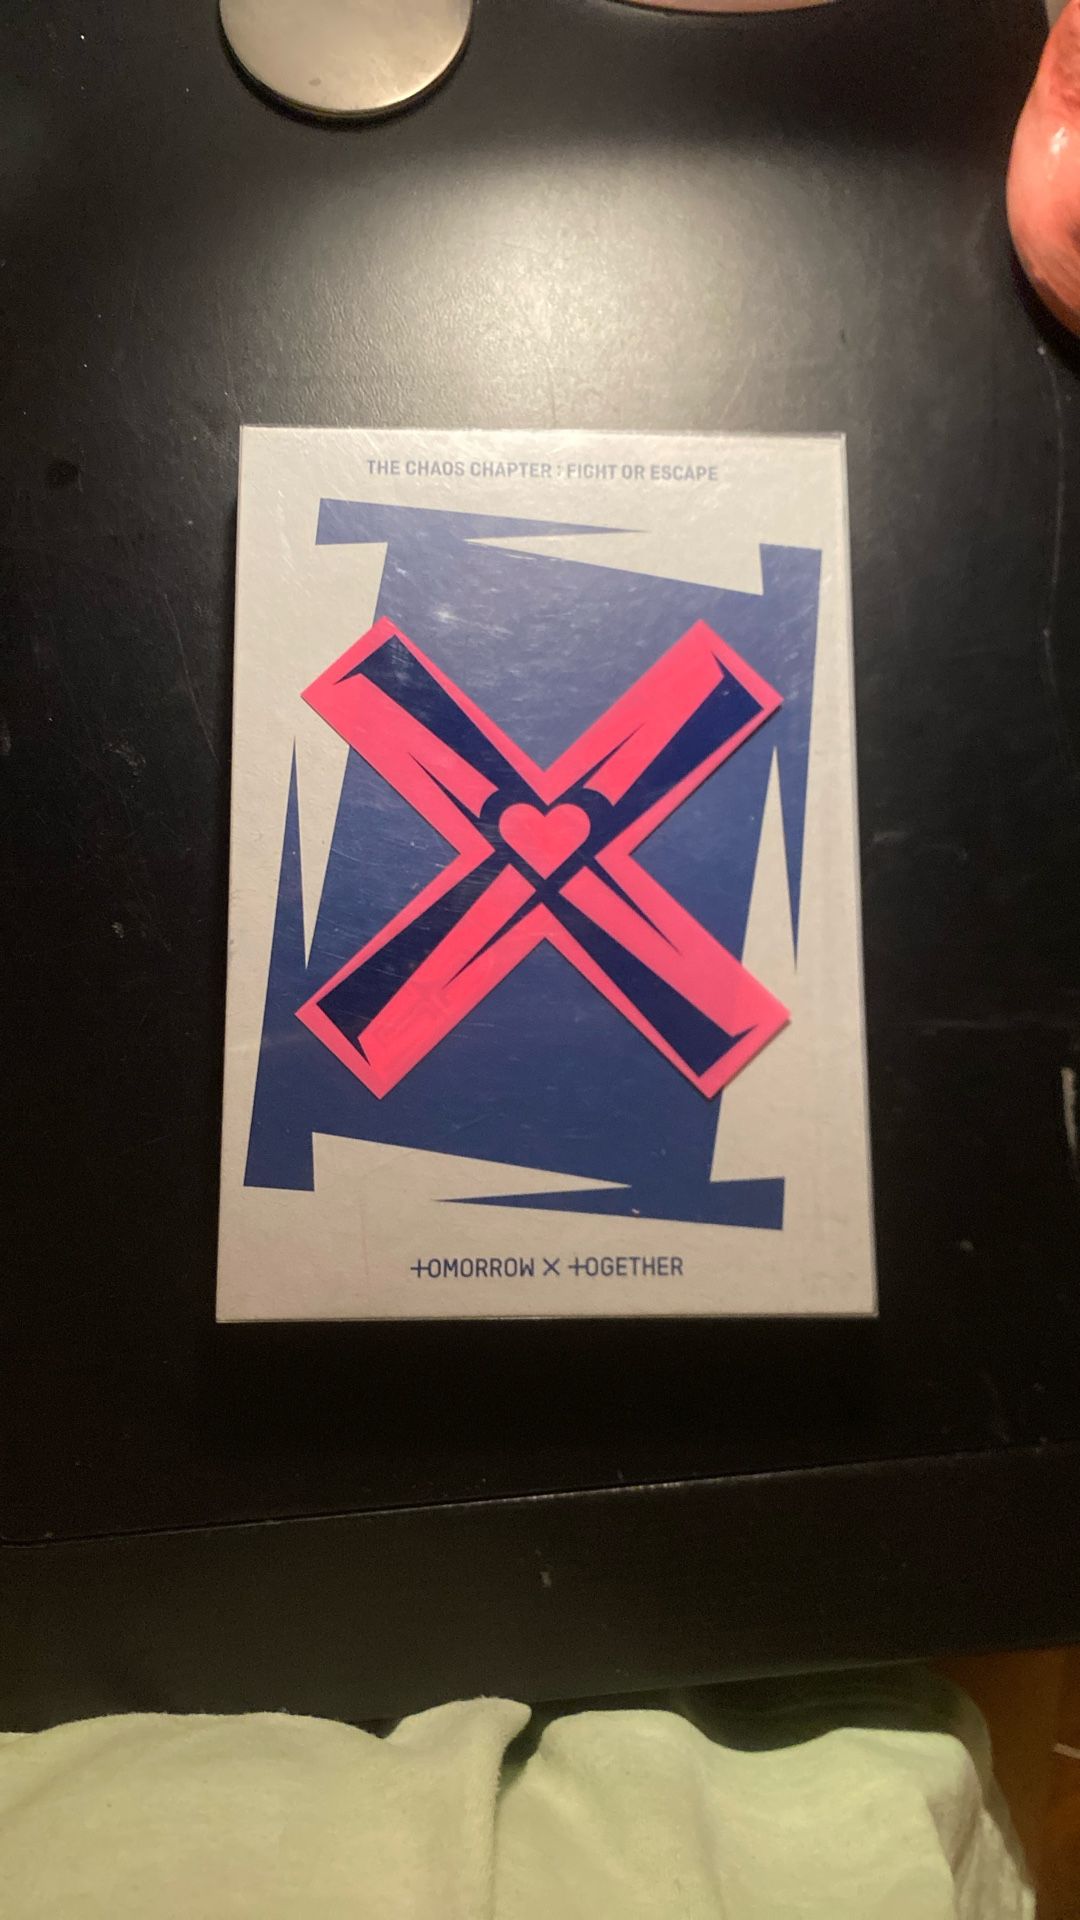 THE CHAOS CHAPTER : FIGHT OR ESCAPE
TOMORROW X TOGETHER